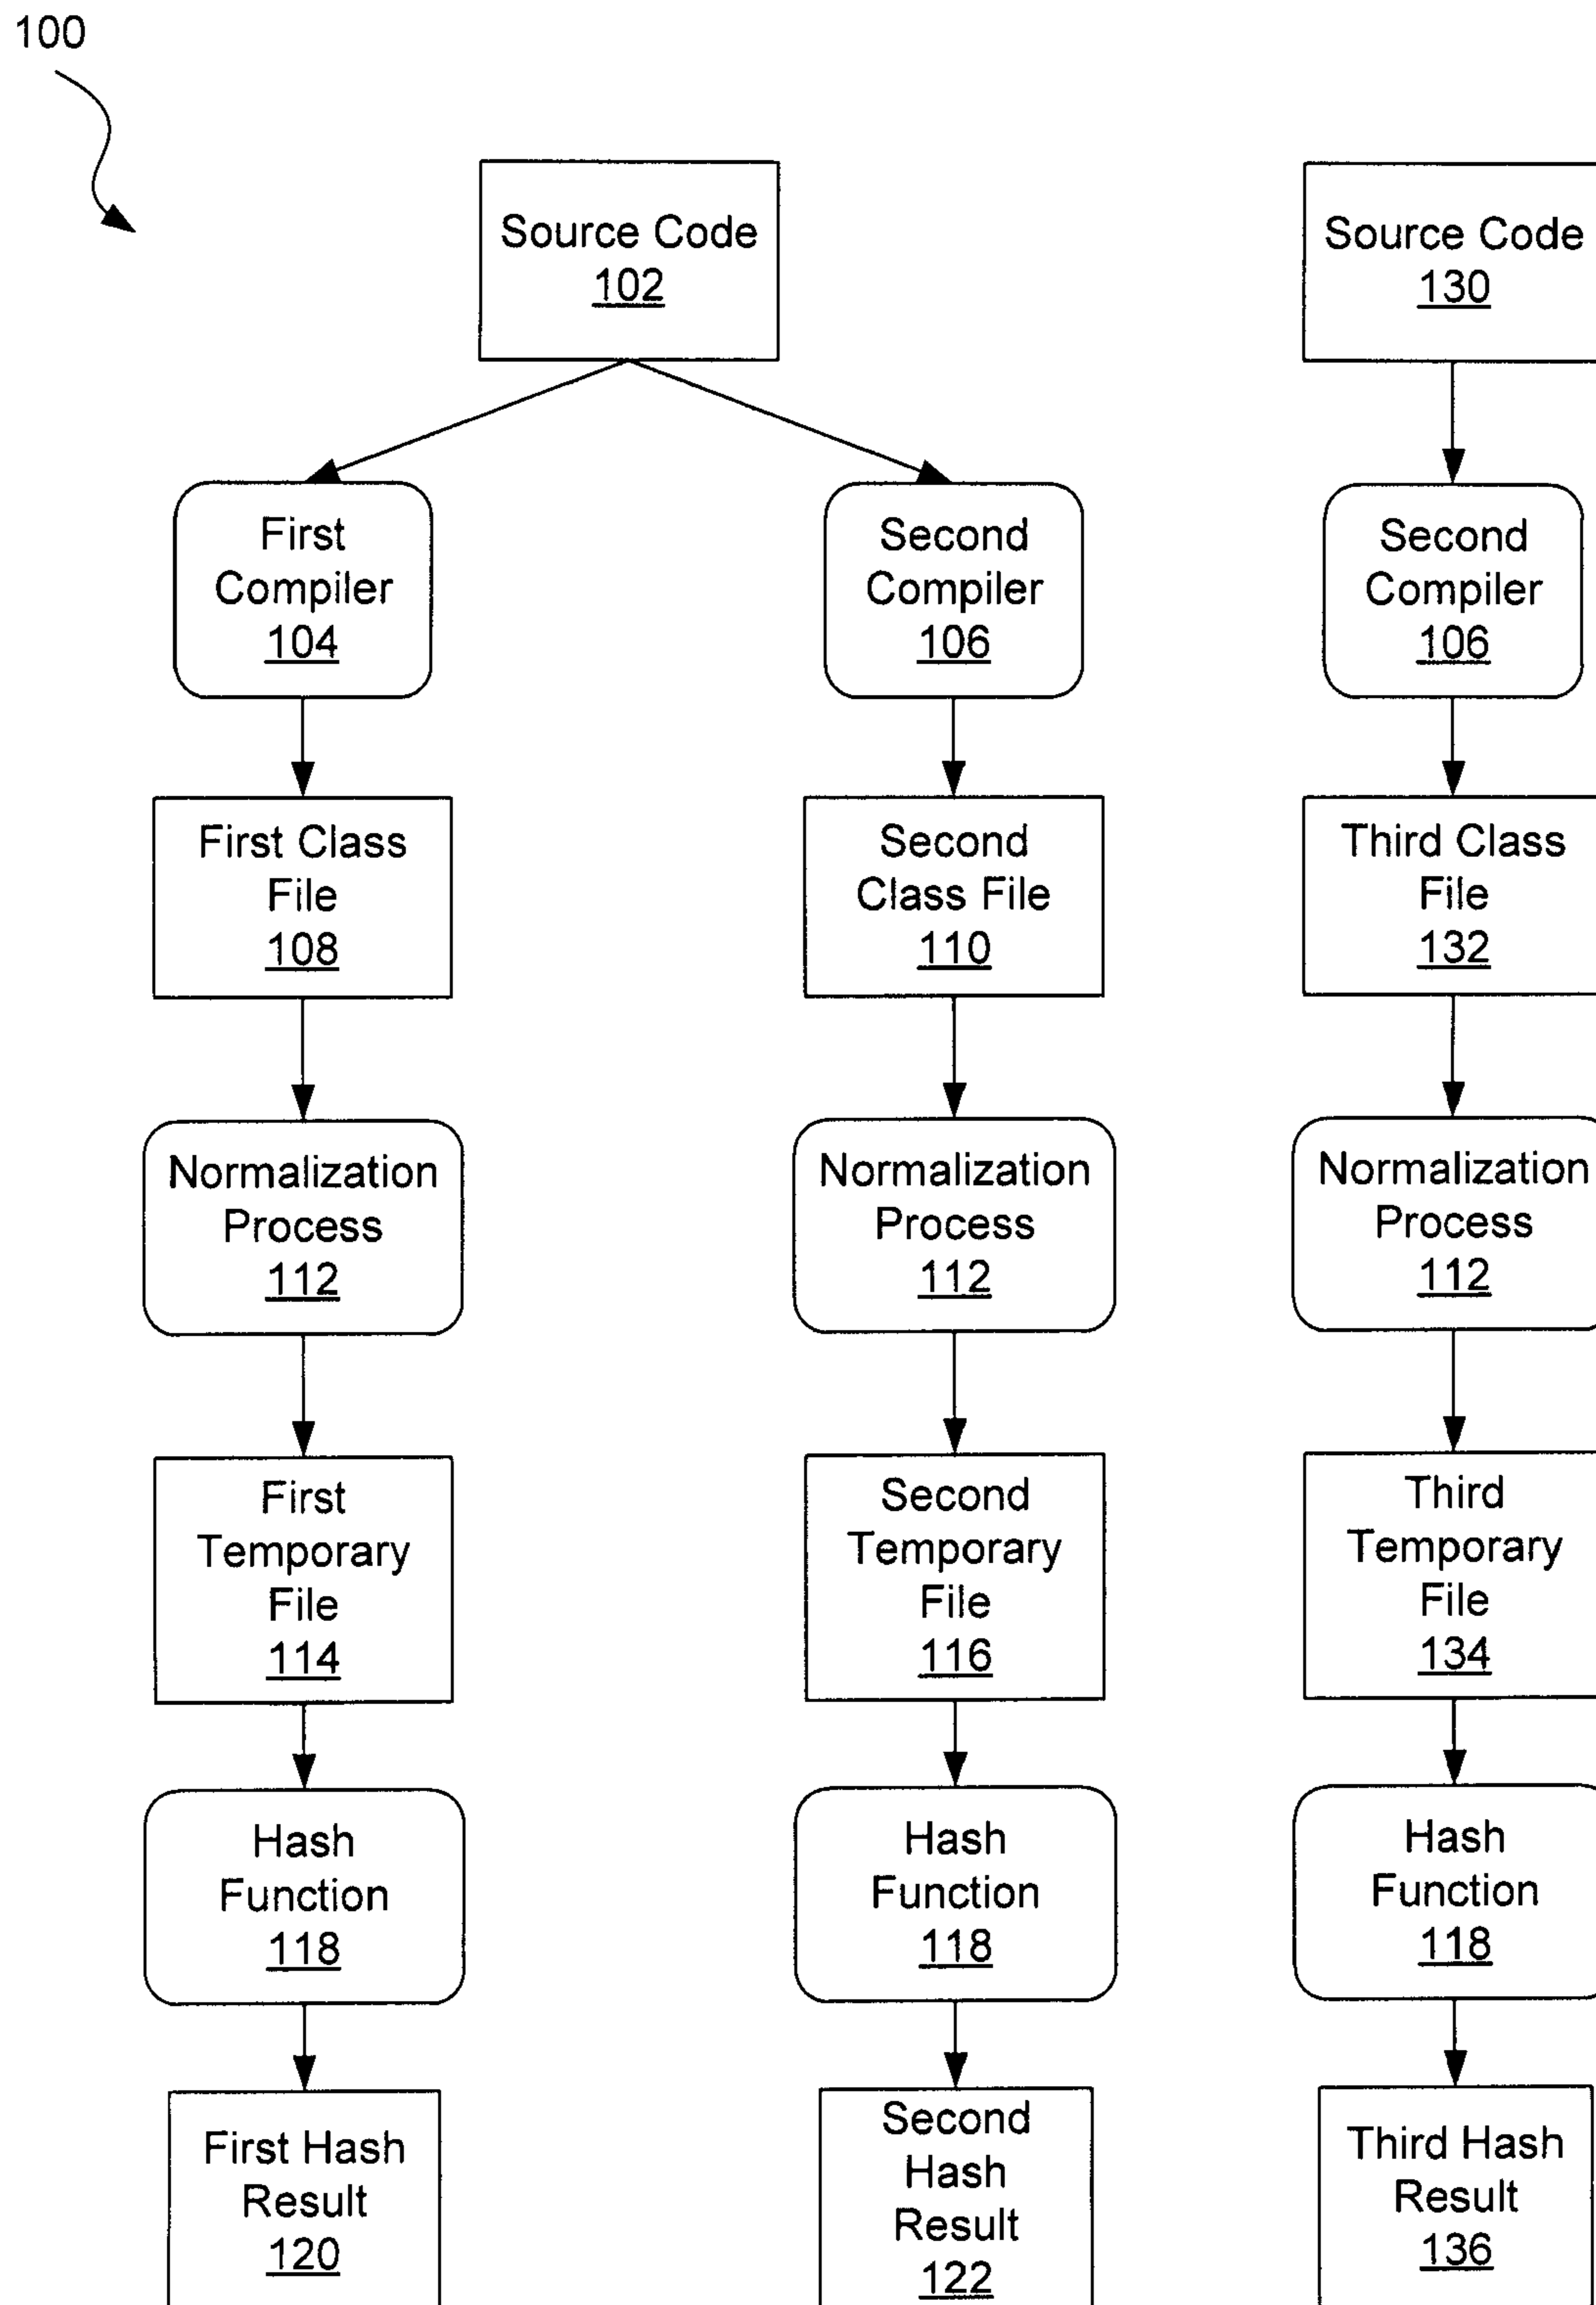 100
Source Code
102
Source Code
130
First
Compiler
104
Second
Compiler
106
Second
Compiler
106
First Class
File
108
Second
Class File
110
Third Class
File
132
Normalization
Process
112
Normalization
Process
112
Normalization
Process
112
First
Temporary
File
114
Second
Temporary
File
116
Third
Temporary
File
134
Hash
Function
118
Hash
Function
118
Hash
Function
118
First Hash
Result
120
Second
Hash
Result
122
Third Hash
Result
136